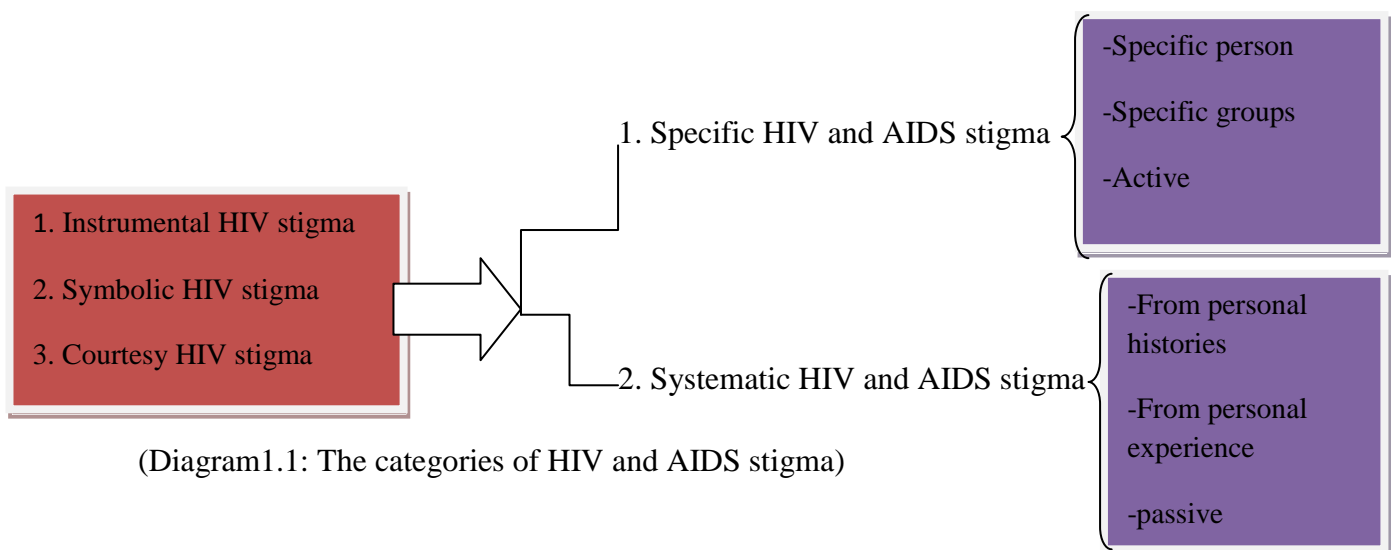 1. Instrumental HIV stigma
2. Symbolic HIV stigma
3. Courtesy HIV stigma
1. Specific HIV and AIDS stigma
-Specific person
-Specific groups
-Active
2. Systematic HIV and AIDS stigma
-From personal
histories
-From personal
experience
-passive
(Diagram1.1: The categories of HIV and AIDS stigma)